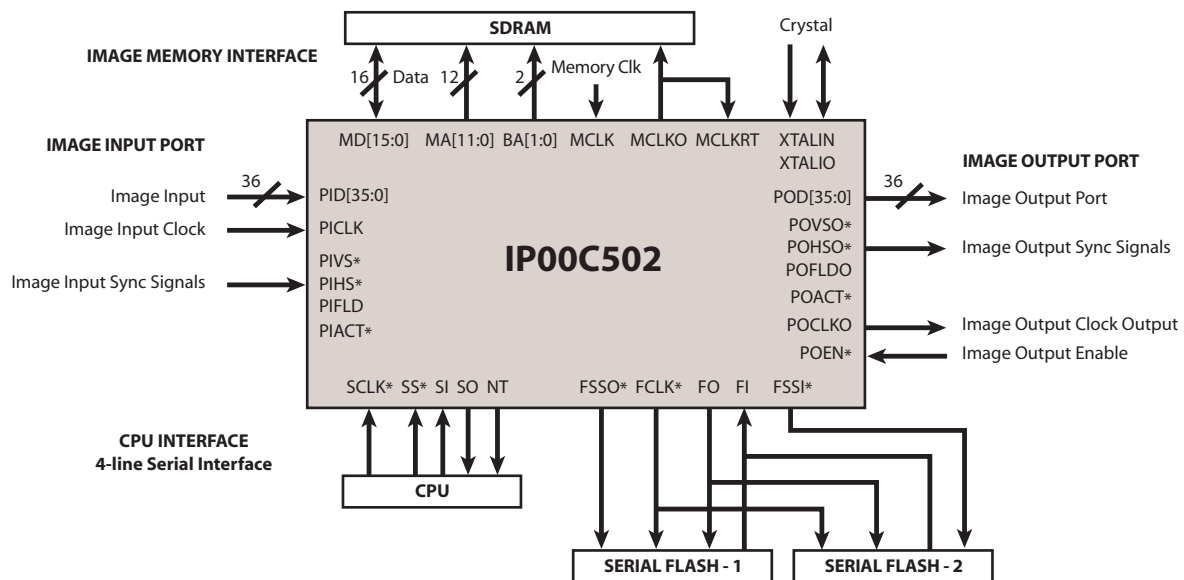 SDRAM
Crystal
IMAGE MEMORY INTERFACE
16 Data 12 2 Memory Clk
MD[15:0] MA[11:0] BA[1:0] MCLK MCLKO MCLKRT XTALIN
XTALIO
IMAGE INPUT PORT
Image Input 36 PID[35:0]
Image Input Clock PICLK
PIVS*
Image Input Sync Signals PIHS*
PIFLD
PIACT*
IP00C502
IMAGE OUTPUT PORT
POD[35:0] 36 Image Output Port
POVSO*
POHSO* Image Output Sync Signals
POFLDO
POACT*
POCLKO Image Output Clock Output
POEN* Image Output Enable
SCLK* SS* SI SO NT FSSO* FCLK* FO FI FSSI*
CPU INTERFACE
4-line Serial Interface
CPU
SERIAL FLASH - 1 SERIAL FLASH - 2